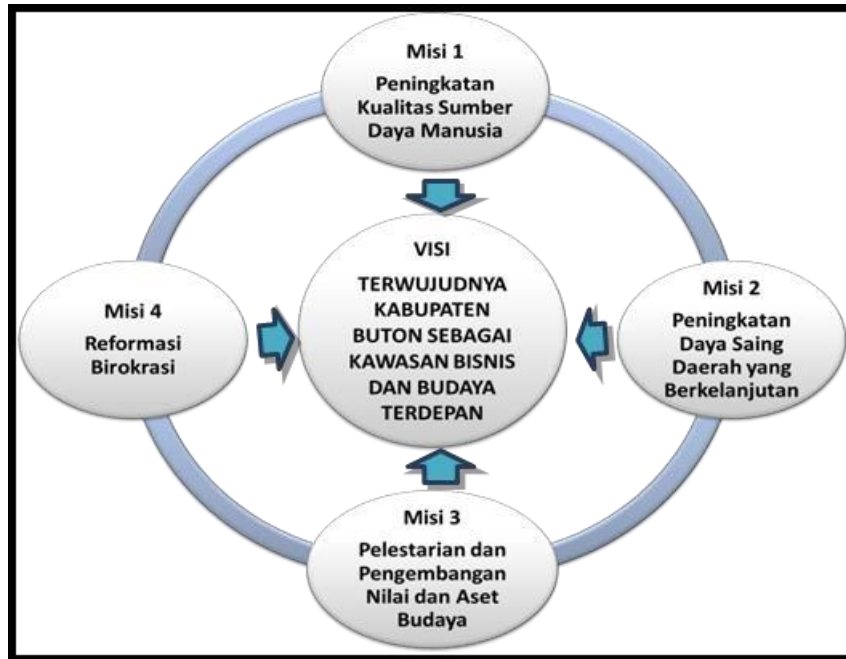 Misi 1
Peningkatan
Kualitas Sumber
Daya Manusia
VISI
TERWUJUDNYA
KABUPATEN
BUTON SEBAGAI
KAWASAN BISNIS
DAN BUDAYA
TERDEPAN
Misi 4
Reformasi
Birokrasi
Misi 2
Peningkatan
Daya Saing
Daerah yang
Berkelanjutan
Misi 3
Pelestarian dan
Pengembangan
Nilai dan Aset
Budaya